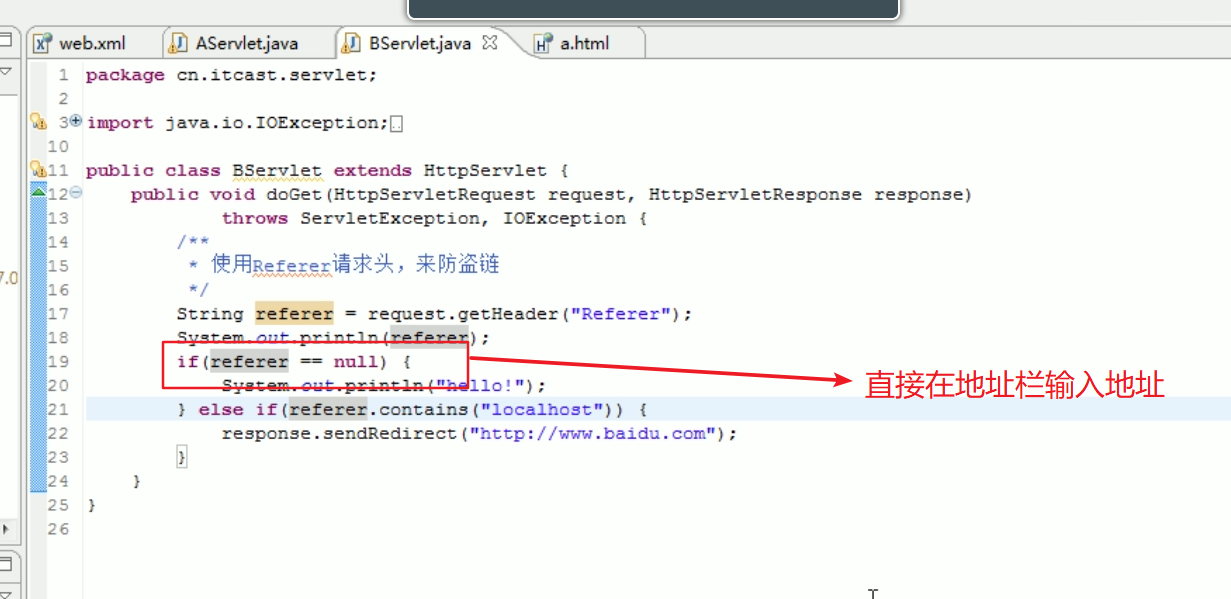 web.xml AServlet.java BServlet.java a.html
1 package cn.itcast.servlet;
2
3 import java.io.IOException;
10
11 public class BServlet extends HttpServlet {
12 public void doGet(HttpServletRequest request, HttpServletResponse response)
13 throws ServletException, IOException {
14 /**
15 * 使用Referer请求头，来防盗链
16 */
17 String referer = request.getHeader("Referer");
18 System.out.println(referer);
19 if(referer == null) {
20 System.out.println("hello!");
直接在地址栏输入地址
21 } else if(referer.contains("localhost")) {
22 response.sendRedirect("http://www.baidu.com");
23 }
24 }
25 }
26
7.0